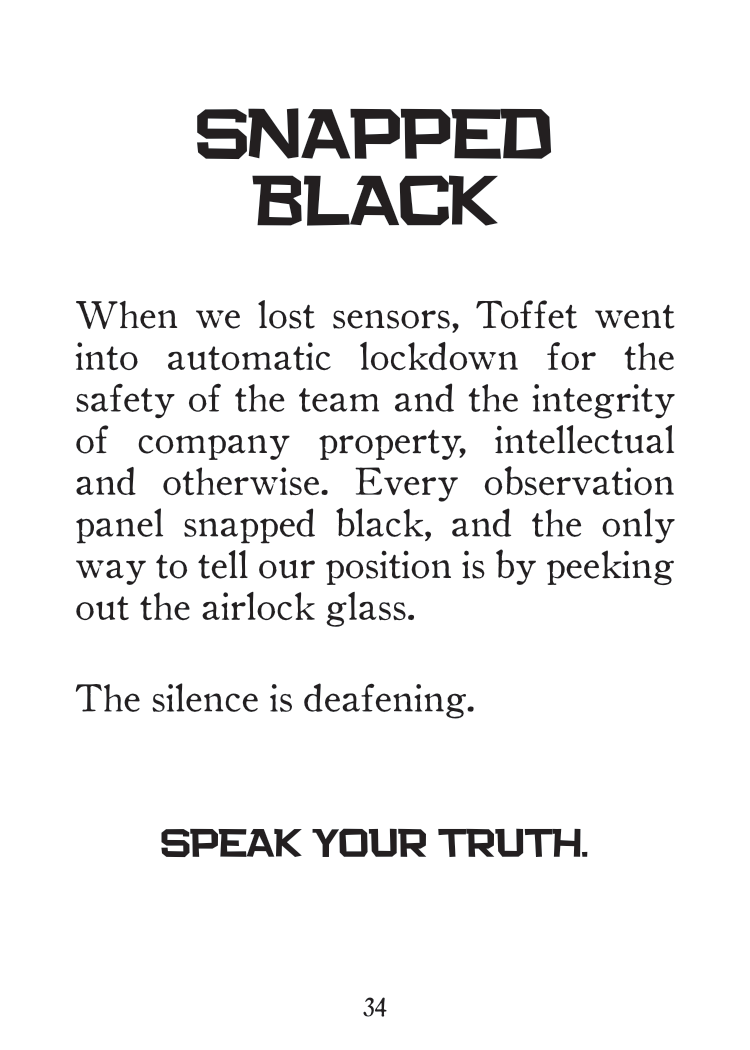 SNAPPED
BLACK
When we lost sensors, Toffet went
into automatic lockdown for the
safety of the team and the integrity
of company property, intellectual
and otherwise. Every observation
panel snapped black, and the only
way to tell our position is by peeking
out the airlock glass.
The silence is deafening.
SPEAK YOUR TRUTH.
34